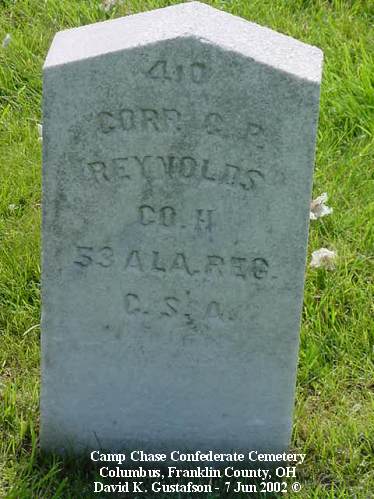 410
CORP. G. P.
REYNOLDS
CO. H
53 ALA. REG.
C. S. A.
Camp Chase Confederate Cemetery
Columbus, Franklin County, OH
David K. Gustafson - 7 Jun 2002 ©